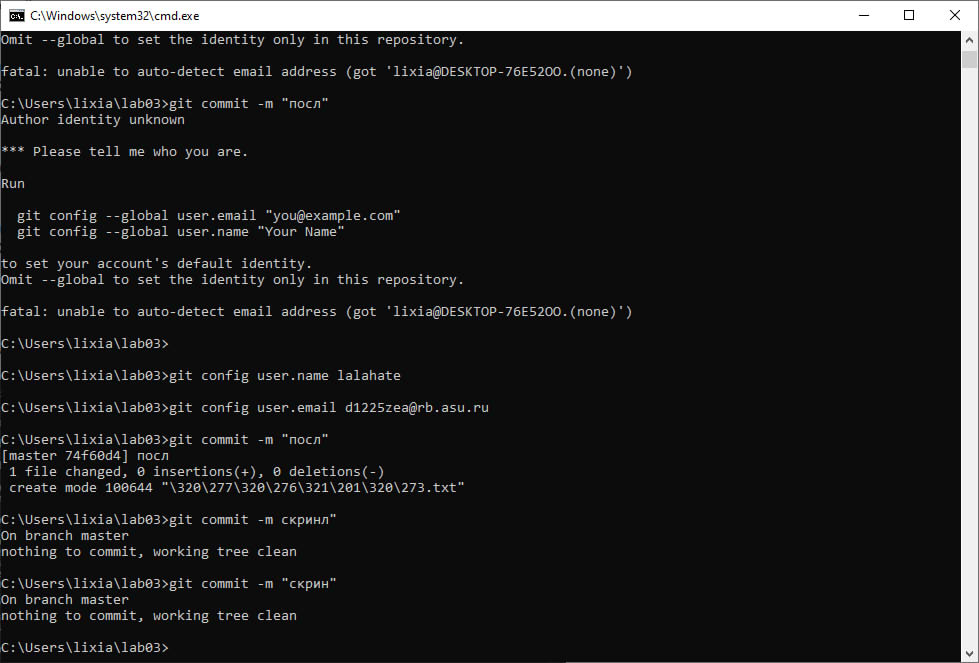 C:\Windows\system32\cmd.exe
Omit --global to set the identity only in this repository.
fatal: unable to auto-detect email address (got 'lixia@DESKTOP-76E52OO.(none)')
C:\Users\lixia\lab03>git commit -m "посл"
Author identity unknown
*** Please tell me who you are.
Run
git config --global user.email "you@example.com"
git config --global user.name "Your Name"
to set your account's default identity.
Omit --global to set the identity only in this repository.
fatal: unable to auto-detect email address (got 'lixia@DESKTOP-76E52OO.(none)')
C:\Users\lixia\lab03>
C:\Users\lixia\lab03>git config user.name lalahate
C:\Users\lixia\lab03>git config user.email d1225zea@rb.asu.ru
C:\Users\lixia\lab03>git commit -m "посл"
[master 74f60d4] посл
1 file changed, 0 insertions(+), 0 deletions(-)
create mode 100644 "\320\277\320\276\321\201\320\273.txt"
C:\Users\lixia\lab03>git commit -m скринл"
On branch master
nothing to commit, working tree clean
C:\Users\lixia\lab03>git commit -m "скрин"
On branch master
nothing to commit, working tree clean
C:\Users\lixia\lab03>